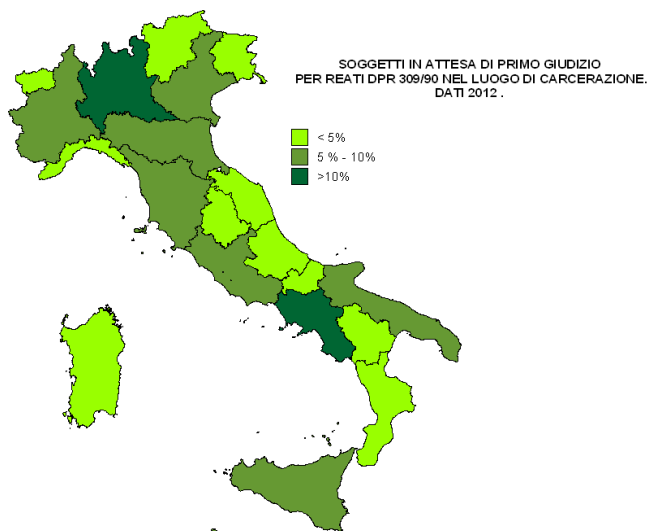 SOGGETTI IN ATTESA DI PRIMO GIUDIZIO
PER REATI DPR 309/90 NEL LUOGO DI CARCERAZIONE.
DATI 2012 .
< 5%
5 % - 10%
>10%